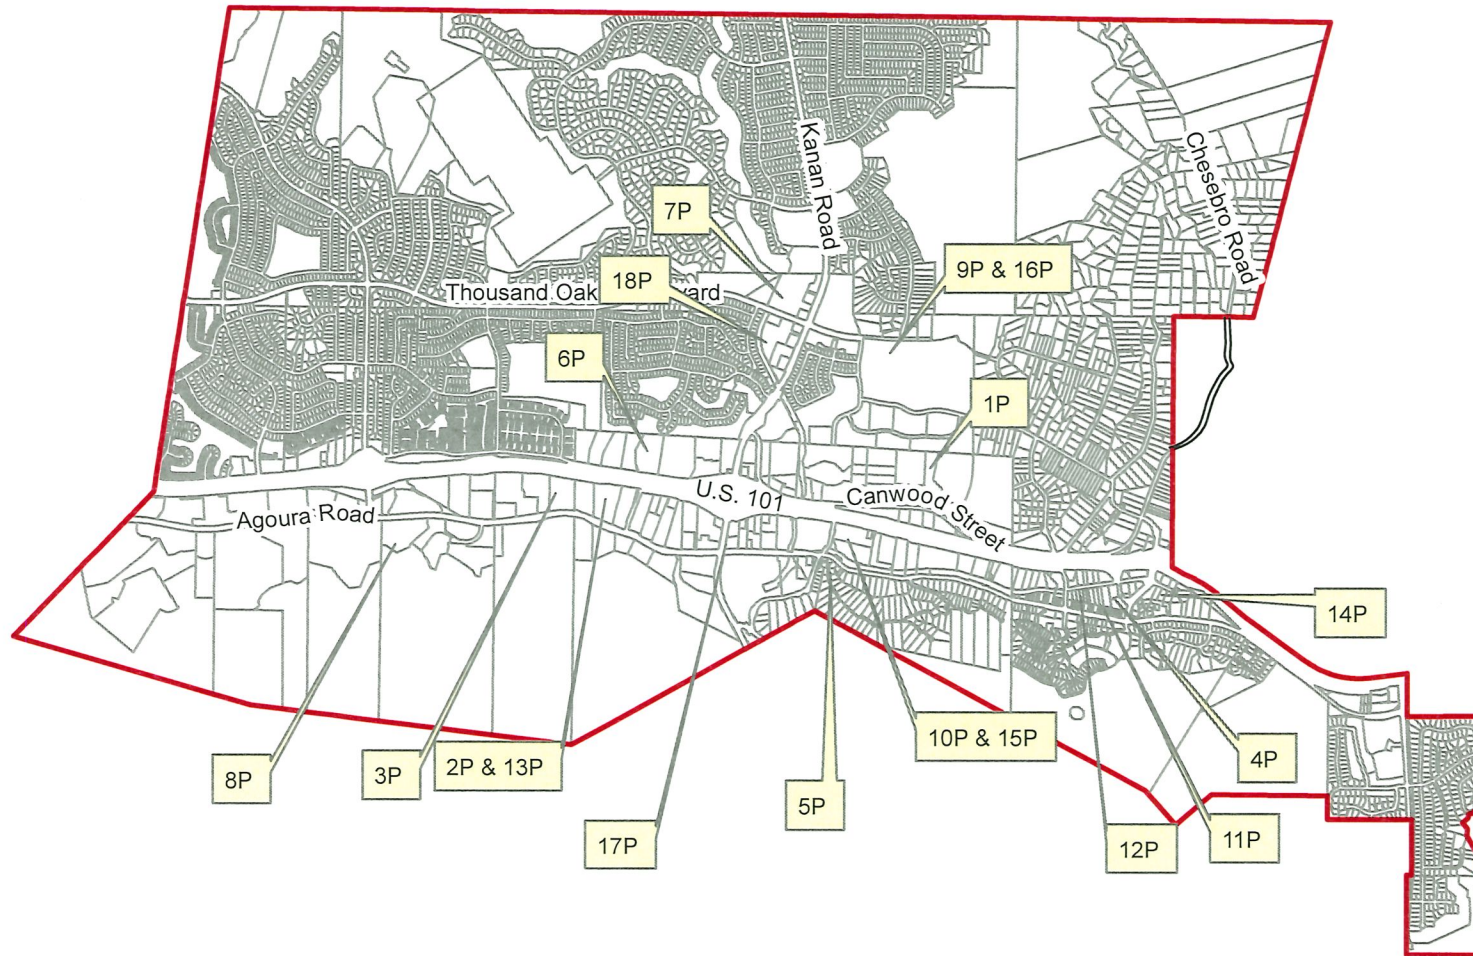 Kanan Road
Chesebro Road
7P
9P & 16P
18P
Thousand Oak
vard
6P
1P
U.S. 101
Canwood Street
Agoura Road
14P
8P
3P
2P & 13P
10P & 15P
4P
5P
17P
12P
11P